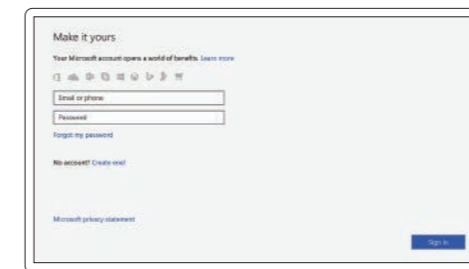 Make it yours
Your Microsoft account opens a world of benefits. Learn more
Email or phone
Password
Forgot my password
No account? Create one!
Microsoft privacy statement
Sign in